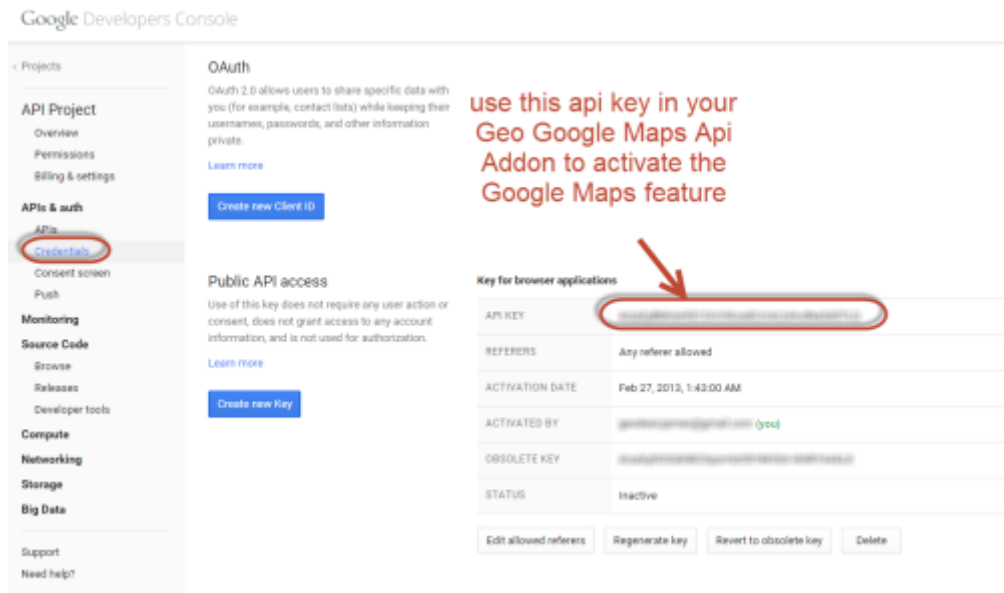 Google Developers Console
< Projects
API Project
Overview
Permissions
Billing & settings
APIs & auth
APIs
Credentials
Consent screen
Push
Monitoring
Source Code
Browse
Releases
Developer tools
Compute
Networking
Storage
Big Data
Support
Need help?
OAuth
OAuth 2.0 allows users to share specific data with
you (for example, contact lists) while keeping their
usernames, passwords, and other information
private.
Learn more
Create new Client ID
use this api key in your
Geo Google Maps Api
Addon to activate the
Google Maps feature
Public API access
Use of this key does not require any user action or
consent, does not grant access to any account
information, and is not used for authorization.
Learn more
Create new Key
Key for browser applications
API KEY
REFERERS Any referer allowed
ACTIVATION DATE Feb 27, 2013, 1:43:00 AM
ACTIVATED BY (you)
OBSOLETE KEY
STATUS Inactive
Edit allowed referers Regenerate key Revert to obsolete key Delete